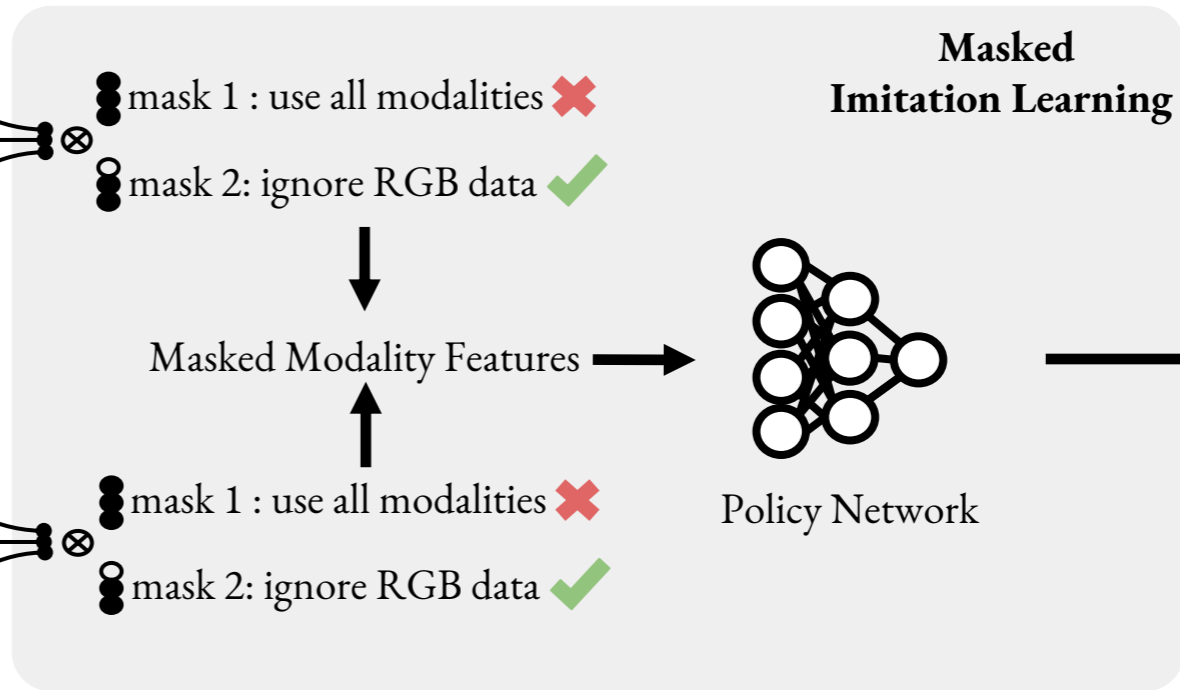 Masked
Imitation Learning
mask 1 : use all modalities
mask 2: ignore RGB data
Masked Modality Features
Policy Network
mask 1 : use all modalities
mask 2: ignore RGB data